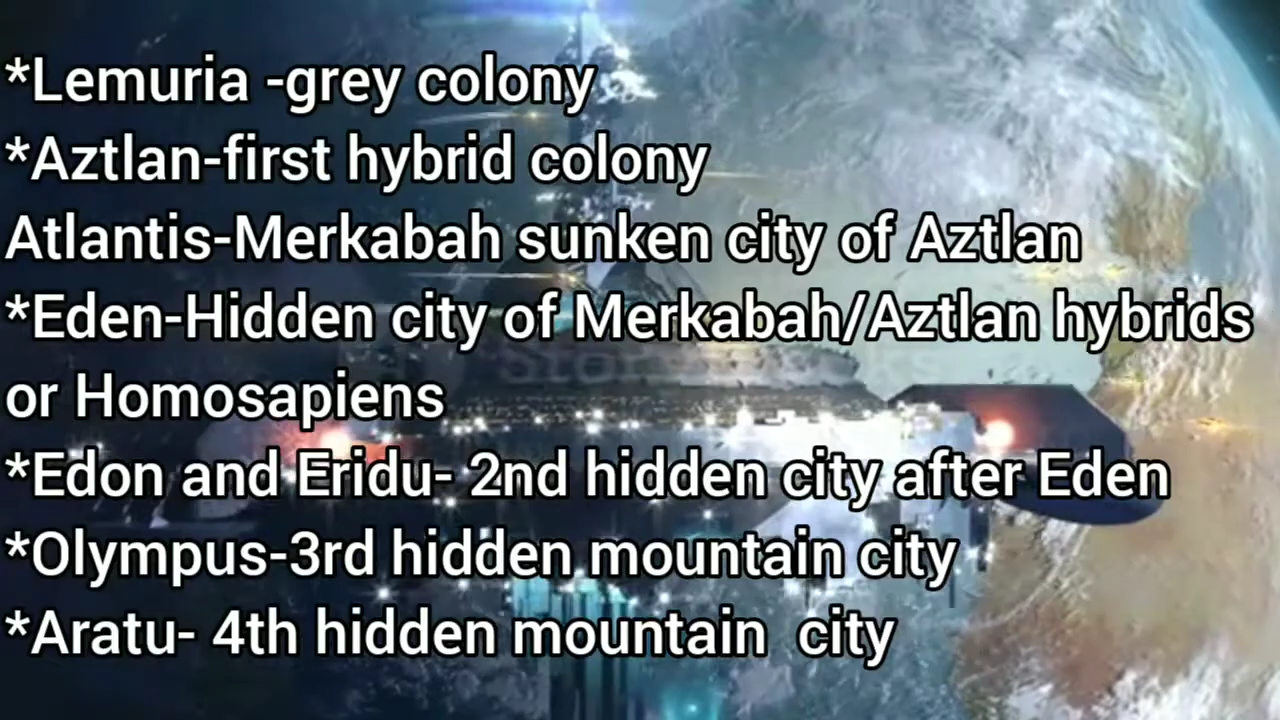 *Lemuria -grey colony
*Aztlan-first hybrid colony
Atlantis-Merkabah sunken city of Aztlan
*Eden-Hidden city of Merkabah/Aztlan hybrids
or Homosapiens
*Edon and Eridu- 2nd hidden city after Eden
*Olympus-3rd hidden mountain city
*Aratu- 4th hidden mountain  city